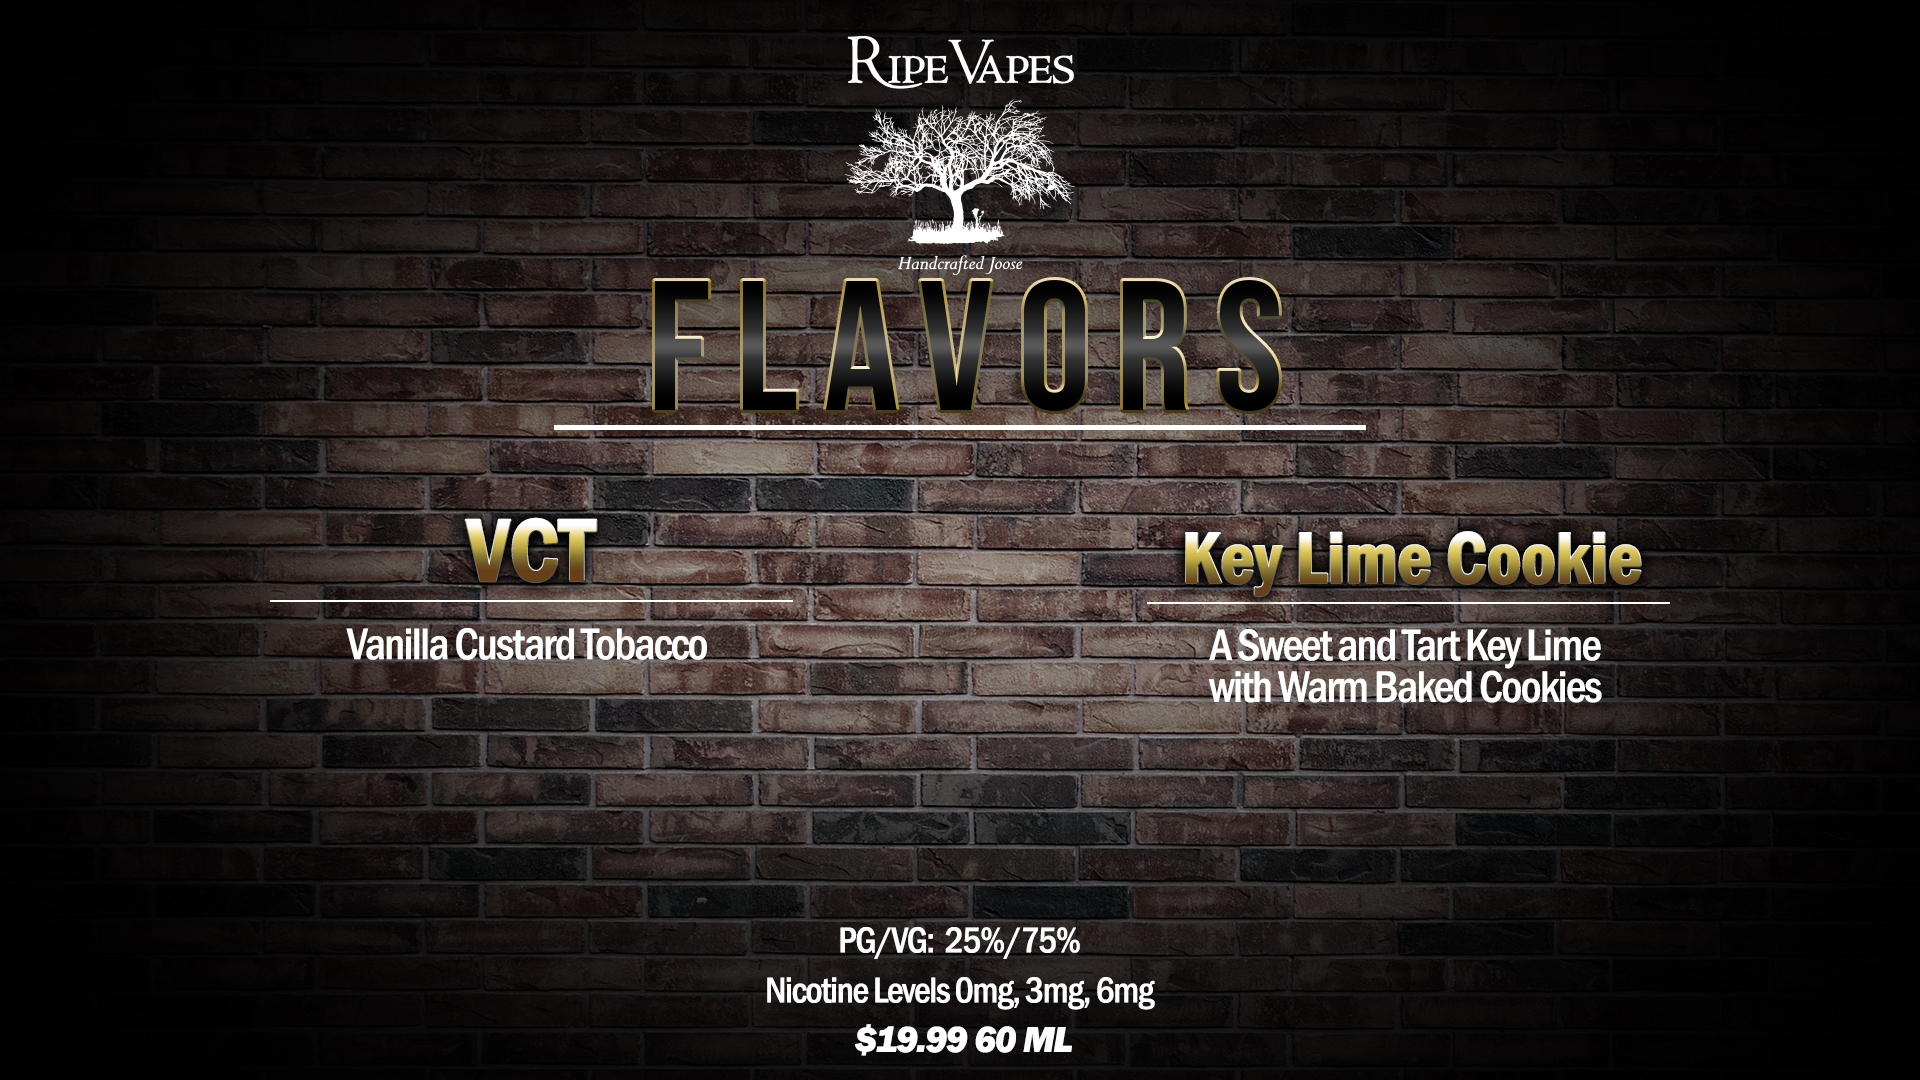 Ripe Vapes
Handcrafted Joose
FLAVORS
VCT
Vanilla Custard Tobacco
Key Lime Cookie
A Sweet and Tart Key Lime
with Warm Baked Cookies
PG/VG: 25%/75%
Nicotine Levels 0mg, 3mg, 6mg
$19.99 60 ML